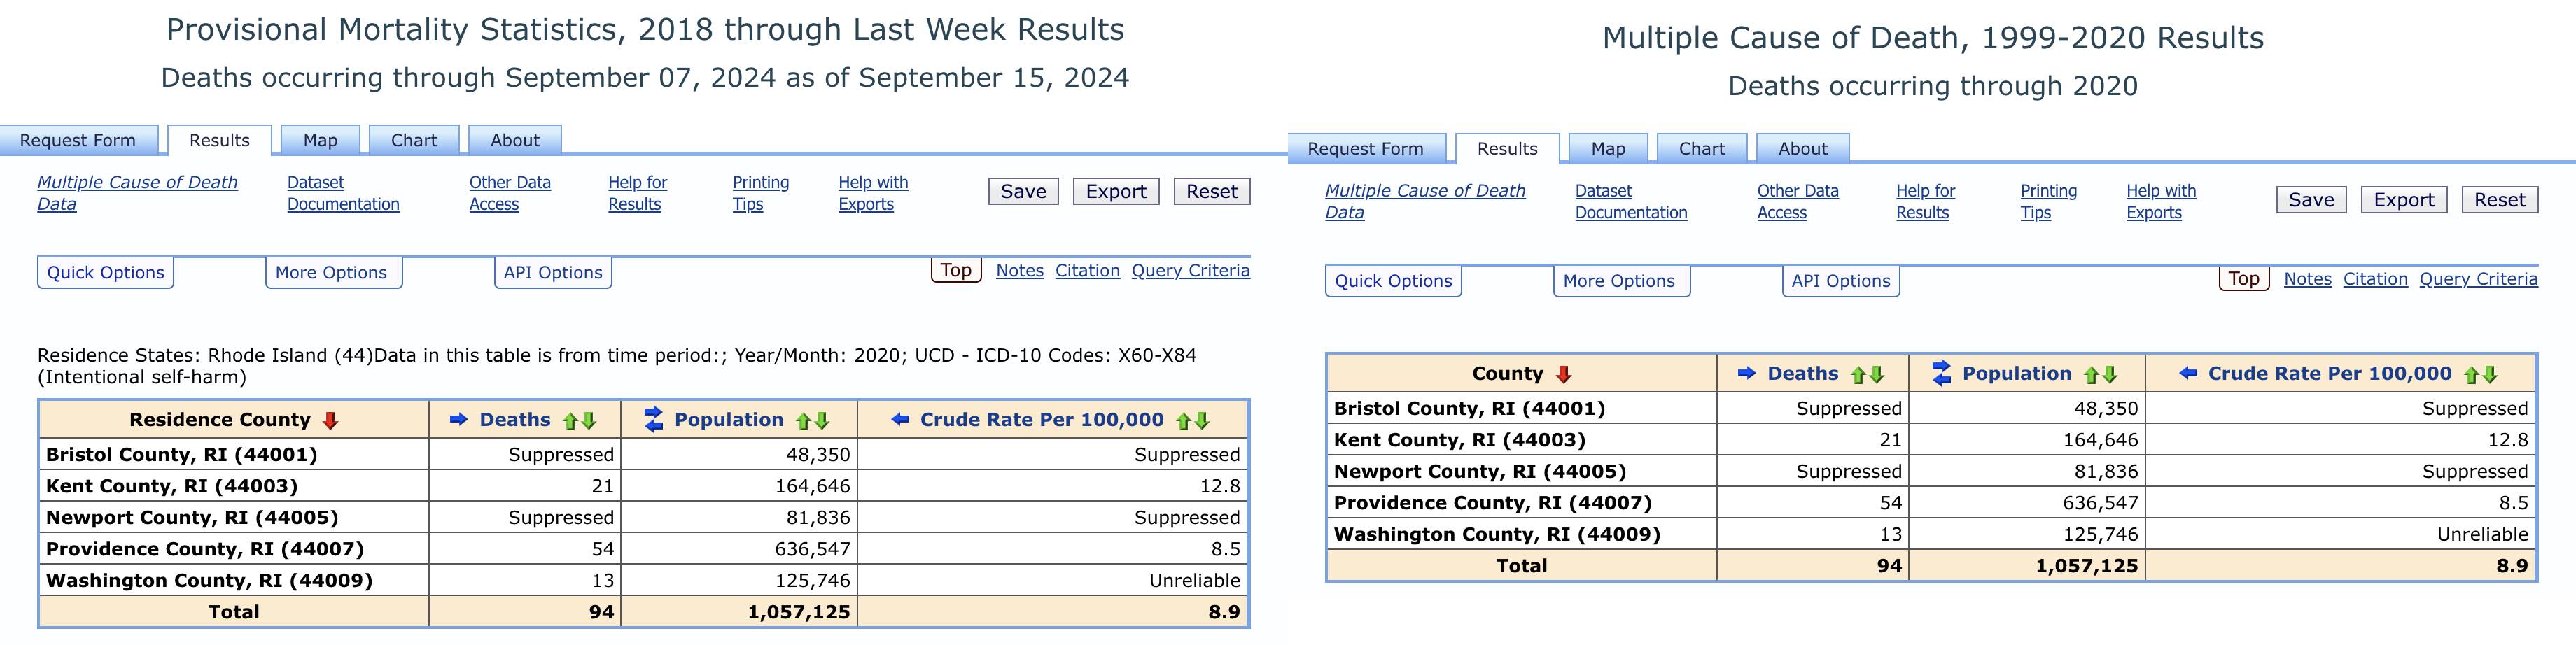 Provisional Mortality Statistics, 2018 through Last Week Results
Deaths occurring through September 07, 2024 as of September 15, 2024
Request Form Results Map Chart About
Multiple Cause of Death Data Dataset Documentation Other Data Access Help for Results Printing Tips Help with Exports Save Export Reset
Quick Options More Options API Options Top Notes Citation Query Criteria
Residence States: Rhode Island (44)Data in this table is from time period:; Year/Month: 2020; UCD - ICD-10 Codes: X60-X84
(Intentional self-harm)
Residence County Deaths Population Crude Rate Per 100,000
Bristol County, RI (44001) Suppressed 48,350 Suppressed
Kent County, RI (44003) 21 164,646 12.8
Newport County, RI (44005) Suppressed 81,836 Suppressed
Providence County, RI (44007) 54 636,547 8.5
Washington County, RI (44009) 13 125,746 Unreliable
Total 94 1,057,125 8.9
Multiple Cause of Death, 1999-2020 Results
Deaths occurring through 2020
Request Form Results Map Chart About
Multiple Cause of Death Data Dataset Documentation Other Data Access Help for Results Printing Tips Help with Exports Save Export Reset
Quick Options More Options API Options Top Notes Citation Query Criteria
County Deaths Population Crude Rate Per 100,000
Bristol County, RI (44001) Suppressed 48,350 Suppressed
Kent County, RI (44003) 21 164,646 12.8
Newport County, RI (44005) Suppressed 81,836 Suppressed
Providence County, RI (44007) 54 636,547 8.5
Washington County, RI (44009) 13 125,746 Unreliable
Total 94 1,057,125 8.9